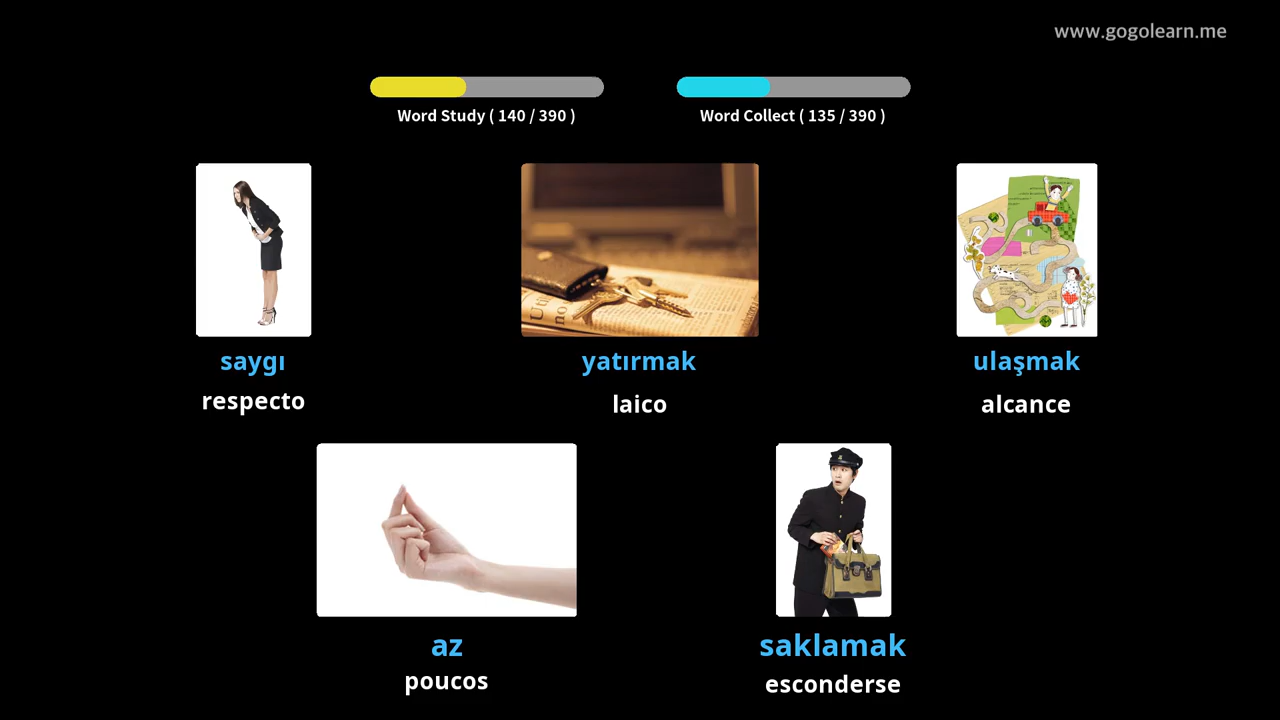 www.gogolearn.me
Word Study ( 140 / 390 )
Word Collect ( 135 / 390 )
saygı
respecto
yatırmak
laico
ulaşmak
alcance
az
poucos
saklamak
esconderse